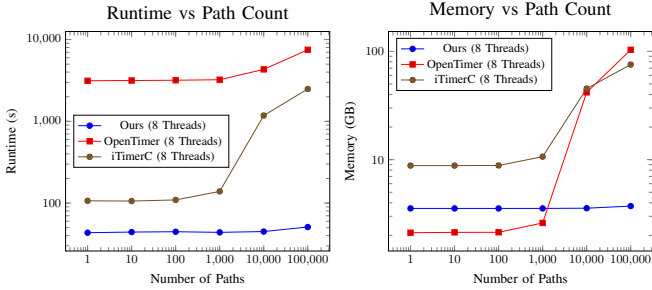 Runtime vs Path Count
10,000
1,000
100
Runtime (s)
Ours (8 Threads)
OpenTimer (8 Threads)
iTimerC (8 Threads)
1 10 100 1,000 10,000 100,000
Number of Paths
Memory vs Path Count
100
10
Memory (GB)
Ours (8 Threads)
OpenTimer (8 Threads)
iTimerC (8 Threads)
1 10 100 1,000 10,000 100,000
Number of Paths